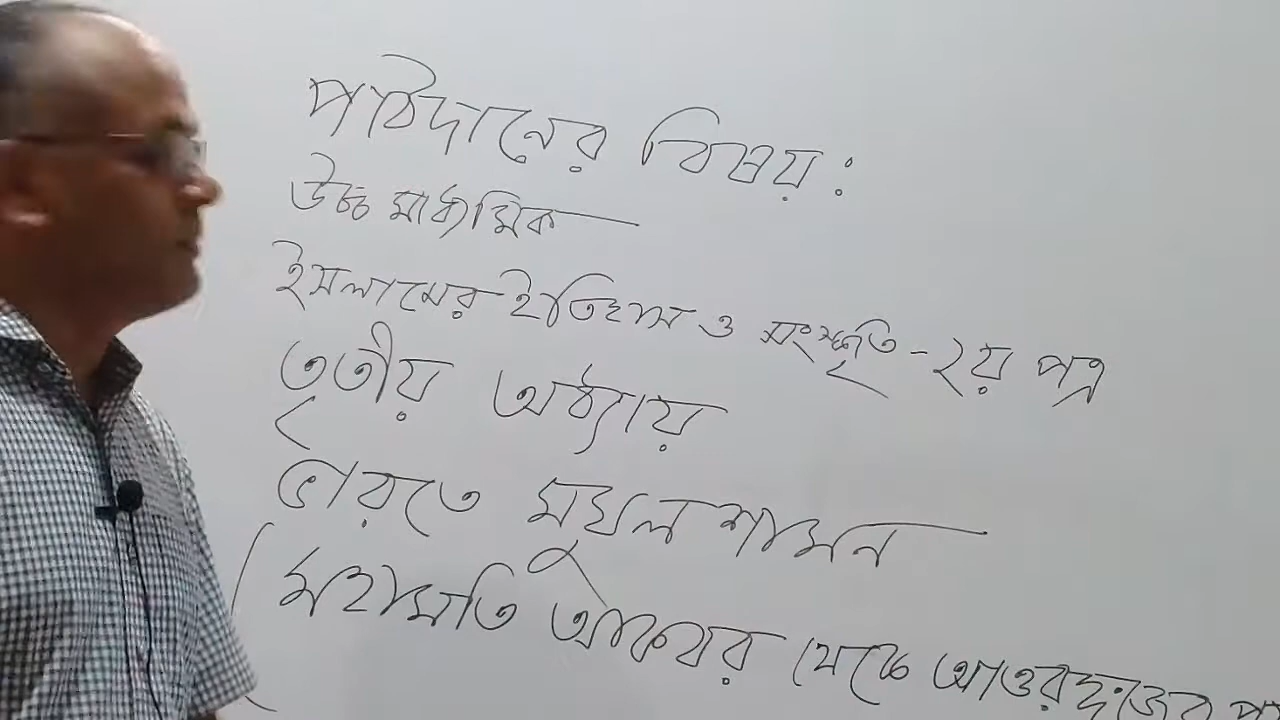 পাঠদানের বিষয়:
উচ্চ মাধ্যমিক
ইসলামের ইতিহাস ও সংস্কৃতি - ২য় পত্র
তৃতীয় অধ্যায়
ভারতে মুঘল শাসন
(মহামতি আকবর থেকে আওরঙ্গজেব